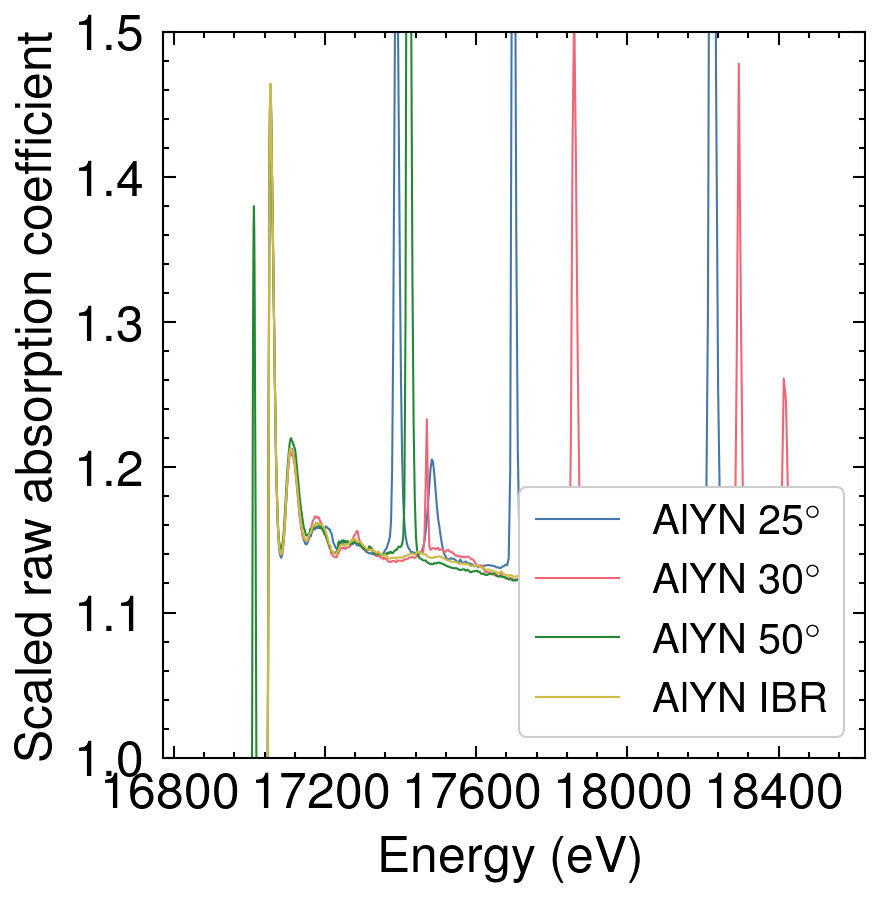 Scaled raw absorption coefficient
1.5
1.4
1.3
1.2
1.1
1.0
16800 17200 17600 18000 18400
Energy (eV)
AlYN 25°
AlYN 30°
AlYN 50°
AlYN IBR